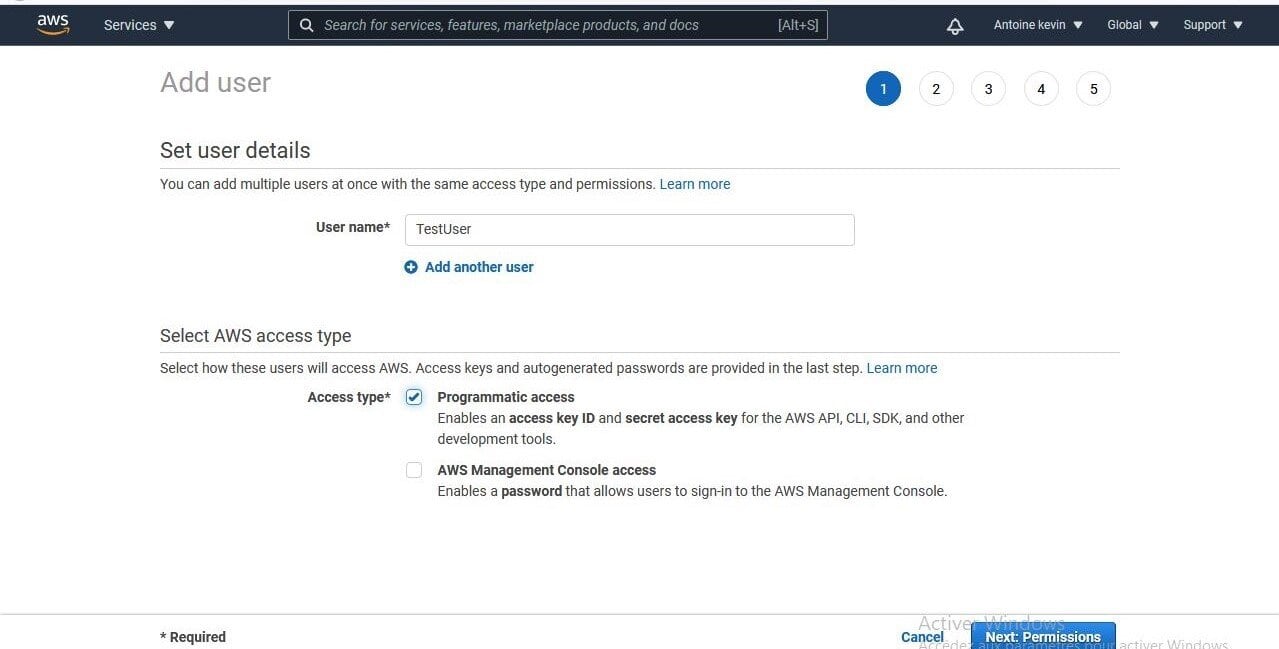 aws Services Search for services, features, marketplace products, and docs [Alt+S] Antoine kevin Global Support
Add user
1 2 3 4 5
Set user details
You can add multiple users at once with the same access type and permissions. Learn more
User name* TestUser
Add another user
Select AWS access type
Select how these users will access AWS. Access keys and autogenerated passwords are provided in the last step. Learn more
Access type* Programmatic access
Enables an access key ID and secret access key for the AWS API, CLI, SDK, and other
development tools.
AWS Management Console access
Enables a password that allows users to sign-in to the AWS Management Console.
Activer Windows
* Required Cancel Next: Permissions
Accédez aux paramètres pour activer Windows.